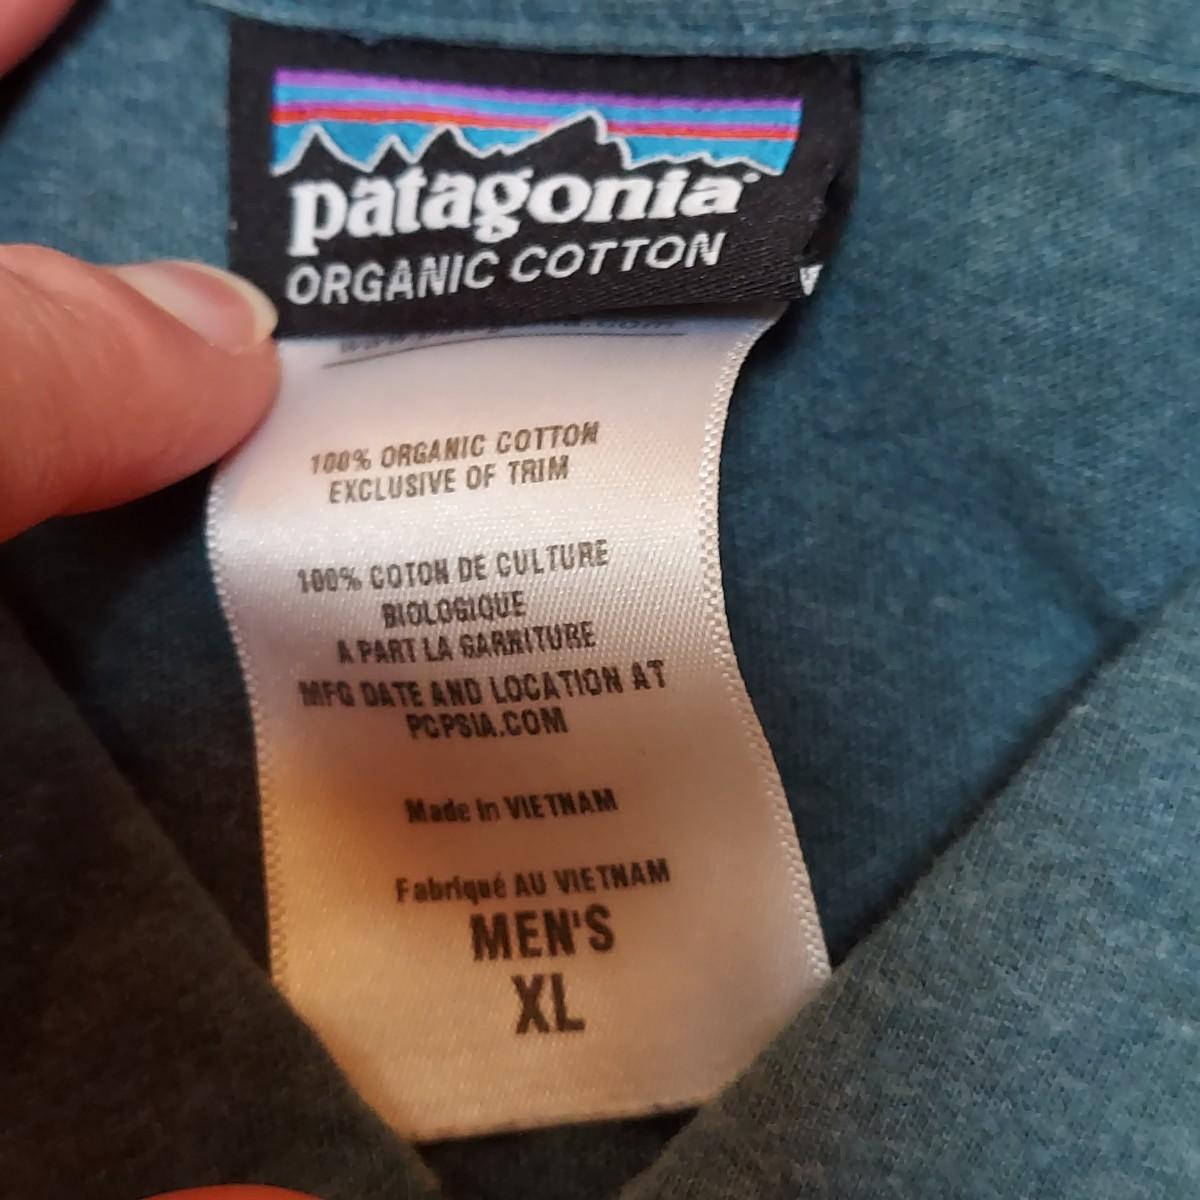 patagonia®
ORGANIC COTTON
100% ORGANIC COTTON
EXCLUSIVE OF TRIM
100% COTON DE CULTURE
BIOLOGIQUE
A PART LA GARNITURE
MFG DATE AND LOCATION AT
PCPSIA.COM
Made in VIETNAM
Fabriqué AU VIETNAM
MEN'S
XL